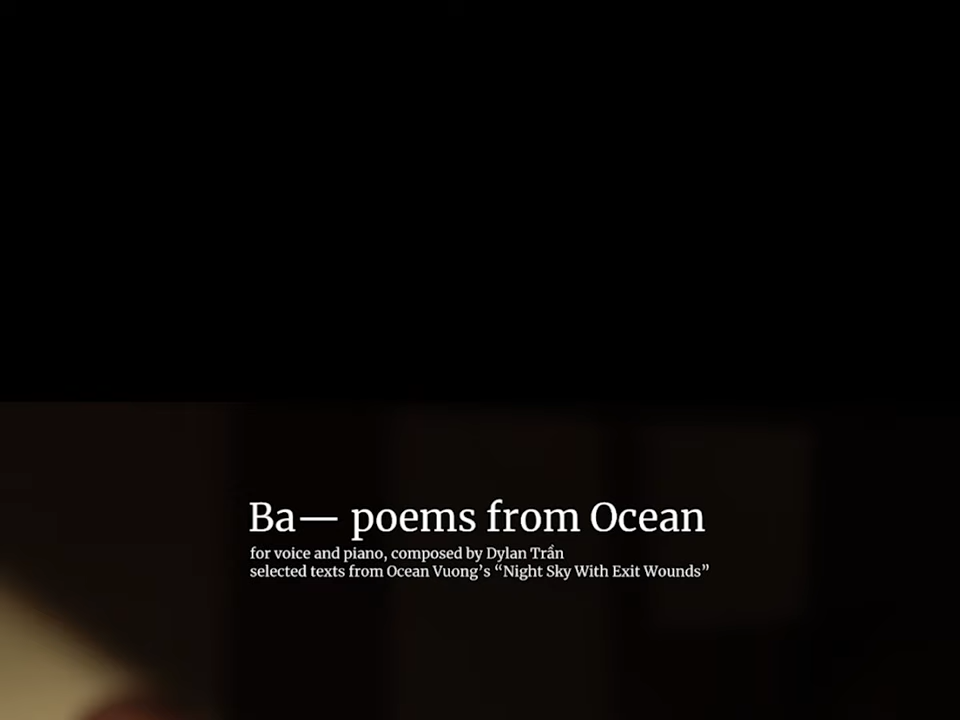 Ba— poems from Ocean
for voice and piano, composed by Dylan Trần
selected texts from Ocean Vuong’s “Night Sky With Exit Wounds”